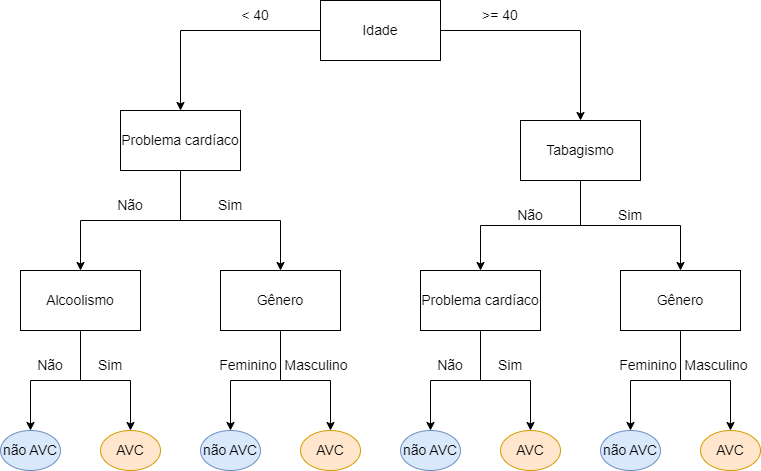 < 40
>= 40
Idade
Problema cardíaco
Tabagismo
Não
Sim
Não
Sim
Alcoolismo
Gênero
Problema cardíaco
Gênero
Não
Sim
Feminino
Masculino
Não
Sim
Feminino
Masculino
não AVC
AVC
não AVC
AVC
não AVC
AVC
não AVC
AVC